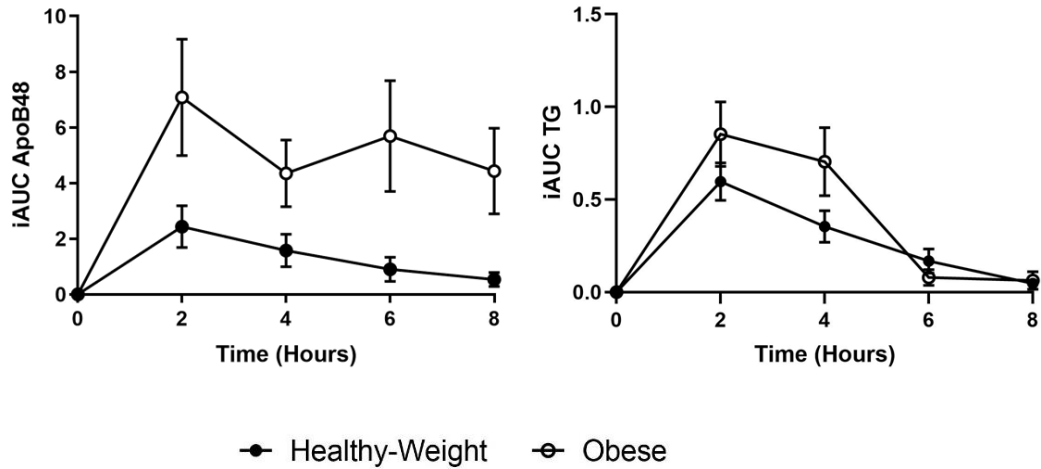 iAUC ApoB48
10
8
6
4
2
0
0 2 4 6 8
Time (Hours)
iAUC TG
1.5
1.0
0.5
0.0
0 2 4 6 8
Time (Hours)
Healthy-Weight Obese